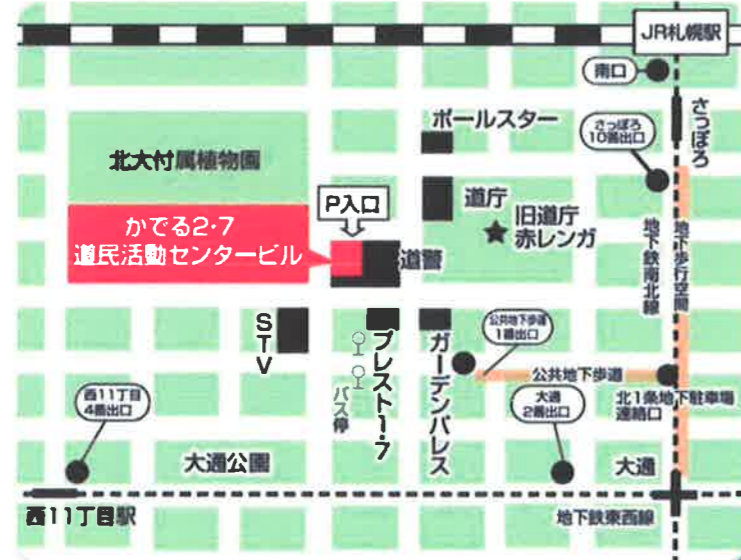 JR札幌駅
南口
ポールスター
さっぽろ
10番出口
さっぽろ
北大付属植物園
P入口
道庁
旧道庁
赤レンガ
かでる2・7
道民活動センタービル
道警
地下鉄南北線
地下歩行空間
STV
プレスト1・7
バス停
ガーデンパレス
公共地下歩道
1番出口
公共地下歩道
北1条地下駐車場
連絡口
西11丁目
4番出口
大通
2番出口
大通公園
大通
西11丁目駅
地下鉄東西線